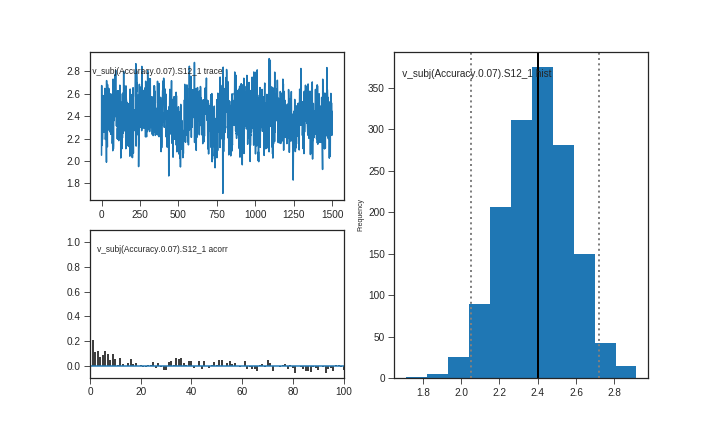 v_subj(Accuracy.0.07).S12_1 trace
2.8
2.6
2.4
2.2
2.0
1.8
0 250 500 750 1000 1250 1500
v_subj(Accuracy.0.07).S12_1 acorr
1.0
0.8
0.6
0.4
0.2
0.0
0 20 40 60 80 100
v_subj(Accuracy.0.07).S12_1 hist
Frequency
350
300
250
200
150
100
50
0
1.8 2.0 2.2 2.4 2.6 2.8